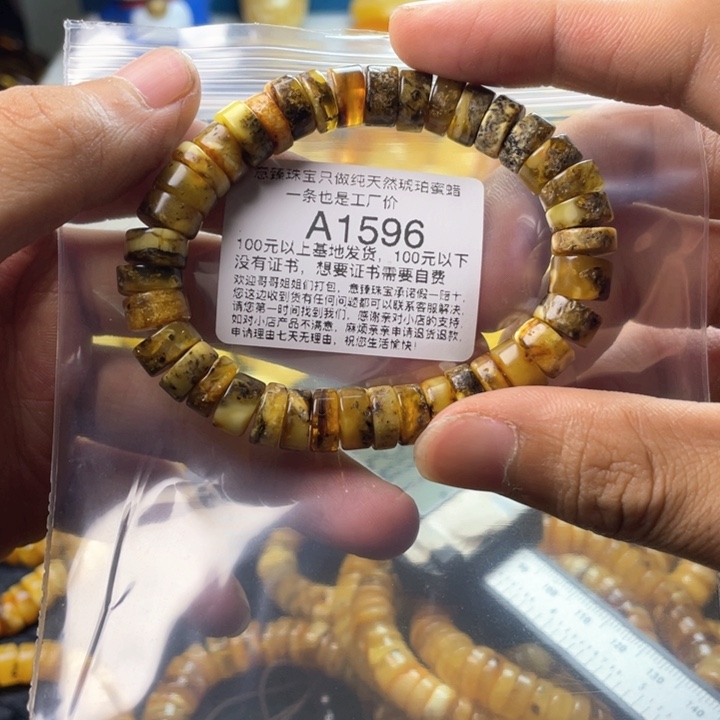 意臻珠宝只做纯天然琥珀蜜蜡
一条也是工厂价
A1596
100元以上基地发货，100元以下
没有证书，想要证书需要自费
欢迎哥哥姐姐们打包，意臻珠宝承诺假一赔十，
您这边收到货有任何问题都可以联系客服解决，
请您第一时间找到我们，感谢亲对小店的支持，
如对小店产品不满意，麻烦亲亲申请退货退款，
申请理由七天无理由，祝您生活愉快！
110
130
140